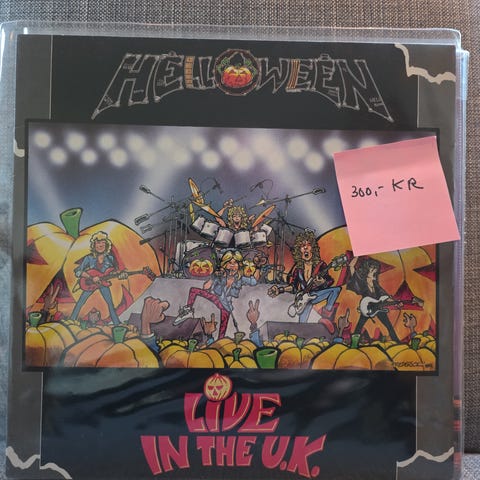 HELLOWEEN
300,- KR
LIVE
IN THE U.K.